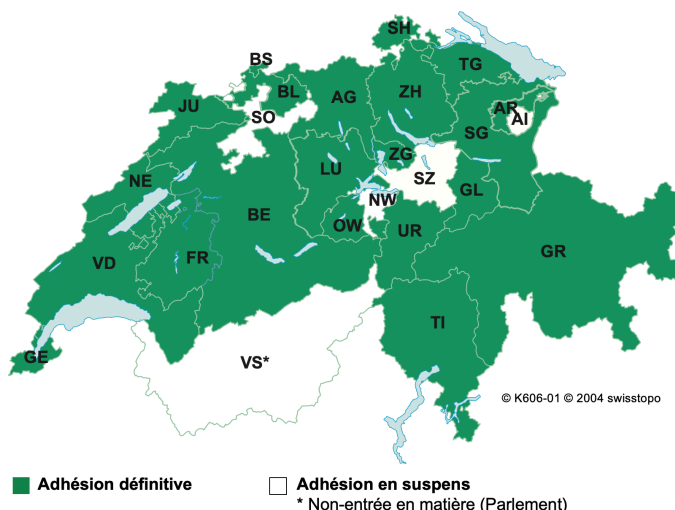 SH
BS
TG
BL
ZH
JU
AG
AR
SO
AI
SG
ZG
LU
SZ
NE
GL
NW
BE
OW
UR
GR
FR
VD
TI
GE
VS*
© K606-01 © 2004 swisstopo
Adhésion définitive
Adhésion en suspens
* Non-entrée en matière (Parlement)